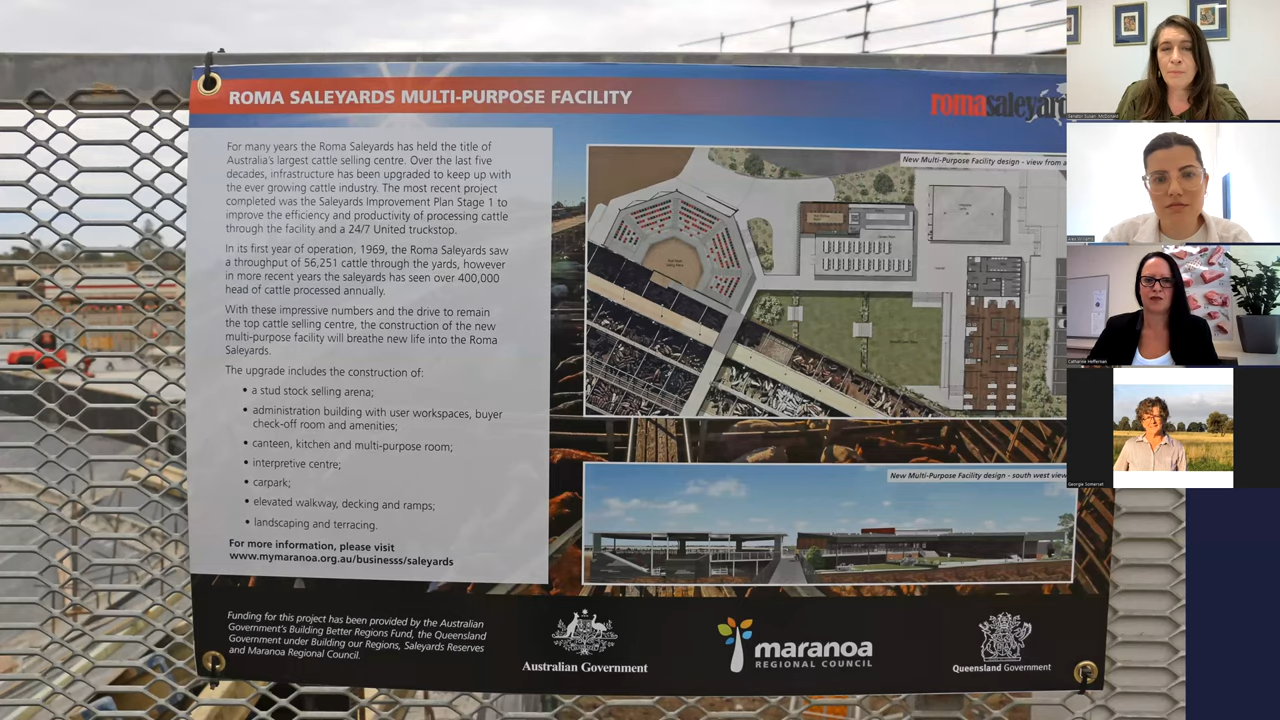 ROMA SALEYARDS MULTI-PURPOSE FACILITY
romasaleyard
For many years the Roma Saleyards has held the title of
Australia's largest cattle selling centre. Over the last five
decades, infrastructure has been upgraded to keep up with
the ever growing cattle industry. The most recent project
completed was the Saleyards Improvement Plan Stage 1 to
improve the efficiency and productivity of processing cattle
through the facility and a 24/7 United truckstop.
In its first year of operation, the Roma Saleyards saw
a throughput of 56,251 cattle through the yards, however
in more recent years the saleyards has seen over 400,000
head of cattle processed annually.
With these impressive numbers and the drive to remain
the top cattle selling centre, the construction of the new
multi-purpose facility will breathe new life into the Roma
Saleyards.
The upgrade includes the construction of:
• a stud stock selling arena;
• administration building with user workspaces, buyer
check-off room and amenities;
• canteen, kitchen and multi-purpose room;
• interpretive centre;
• carpark;
• elevated walkway, decking and ramps;
• landscaping and terracing.
For more information, please visit
www.mymaranoa.org.au/businesss/saleyards
New Multi-Purpose Facility design - view from a
New Multi-Purpose Facility design - south west view
Funding for this project has been provided by the Australian
Government's Building Better Regions Fund, the Queensland
Government under Building our Regions, Saleyards Reserves
and Maranoa Regional Council.
Australian Government
maranoa
REGIONAL COUNCIL
Queensland Government
Senator Susan McDonald
Alex Williams
Catharine Heffernan
Georgie Somerset